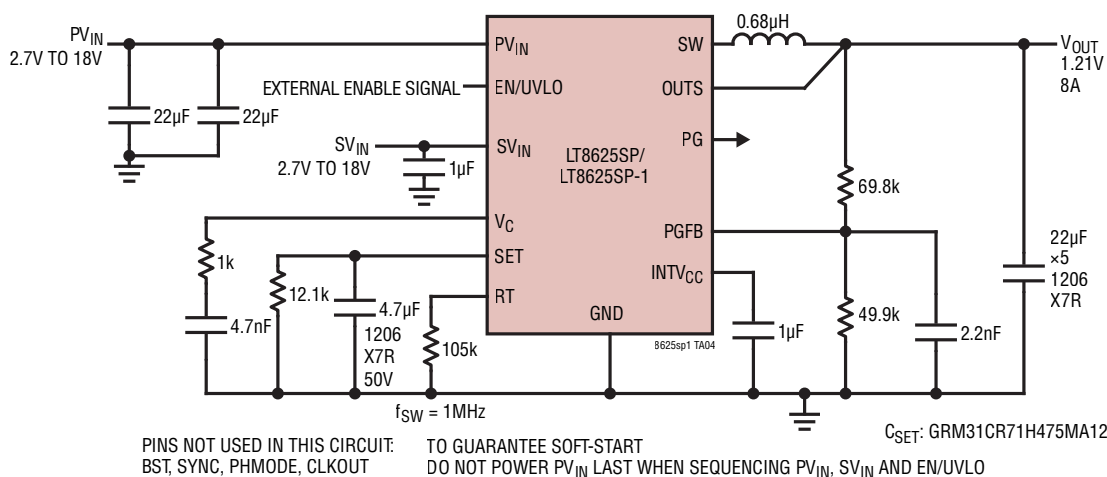 PVIN
2.7V TO 18V
22µF
22µF
EXTERNAL ENABLE SIGNAL
SVIN
2.7V TO 18V
1µF
PVIN
EN/UVLO
SVIN
VC
SET
RT
SW
OUTS
PG
PGFB
INTVCC
GND
LT8625SP/
LT8625SP-1
8625sp1 TA04
0.68µH
VOUT
1.21V
8A
69.8k
49.9k
2.2nF
22µF
×5
1206
X7R
1µF
1k
4.7nF
12.1k
4.7µF
1206
X7R
50V
105k
fSW = 1MHz
CSET: GRM31CR71H475MA12
PINS NOT USED IN THIS CIRCUIT:
BST, SYNC, PHMODE, CLKOUT
TO GUARANTEE SOFT-START
DO NOT POWER PVIN LAST WHEN SEQUENCING PVIN, SVIN AND EN/UVLO